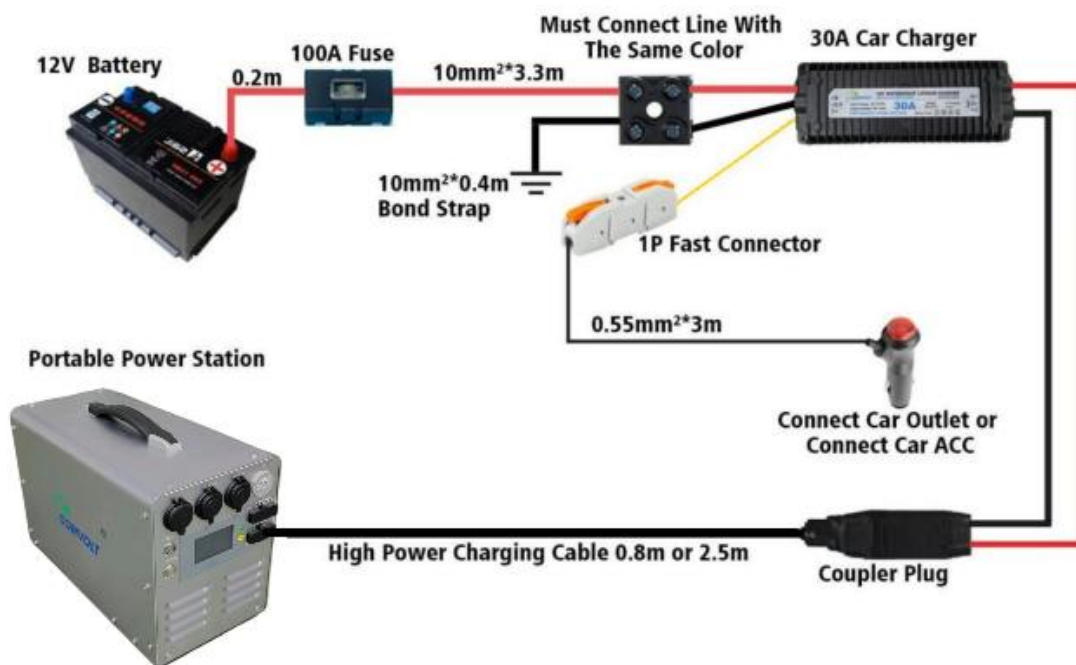 Must Connect Line With
The Same Color
30A Car Charger
100A Fuse
12V Battery
0.2m
10mm²*3.3m
30A
10mm²*0.4m
Bond Strap
1P Fast Connector
0.55mm²*3m
Portable Power Station
Connect Car Outlet or
Connect Car ACC
High Power Charging Cable 0.8m or 2.5m
Coupler Plug